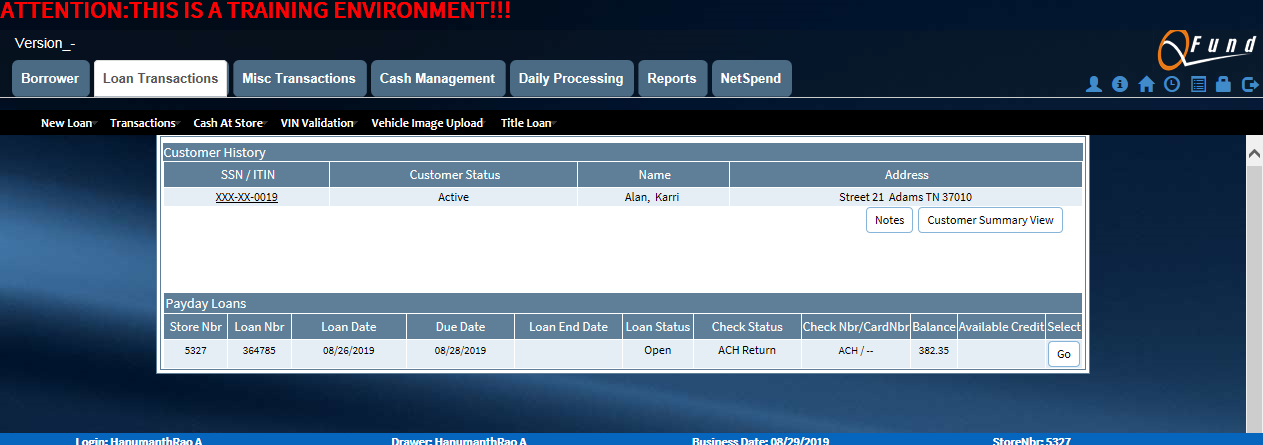 ATTENTION:THIS IS A TRAINING ENVIRONMENT!!!
Version_-
QFund
Borrower Loan Transactions Misc Transactions Cash Management Daily Processing Reports NetSpend
New Loan Transactions Cash At Store VIN Validation Vehicle Image Upload Title Loan
Customer History
SSN / ITIN Customer Status Name Address
XXX-XX-0019 Active Alan, Karri Street 21 Adams TN 37010
Notes Customer Summary View
Payday Loans
Store Nbr Loan Nbr Loan Date Due Date Loan End Date Loan Status Check Status Check Nbr/CardNbr Balance Available Credit Select
5327 364785 08/26/2019 08/28/2019 Open ACH Return ACH / -- 382.35 Go
Login: HanumanthRao A Drawer: HanumanthRao A Business Date: 08/29/2019 StoreNbr: 5327